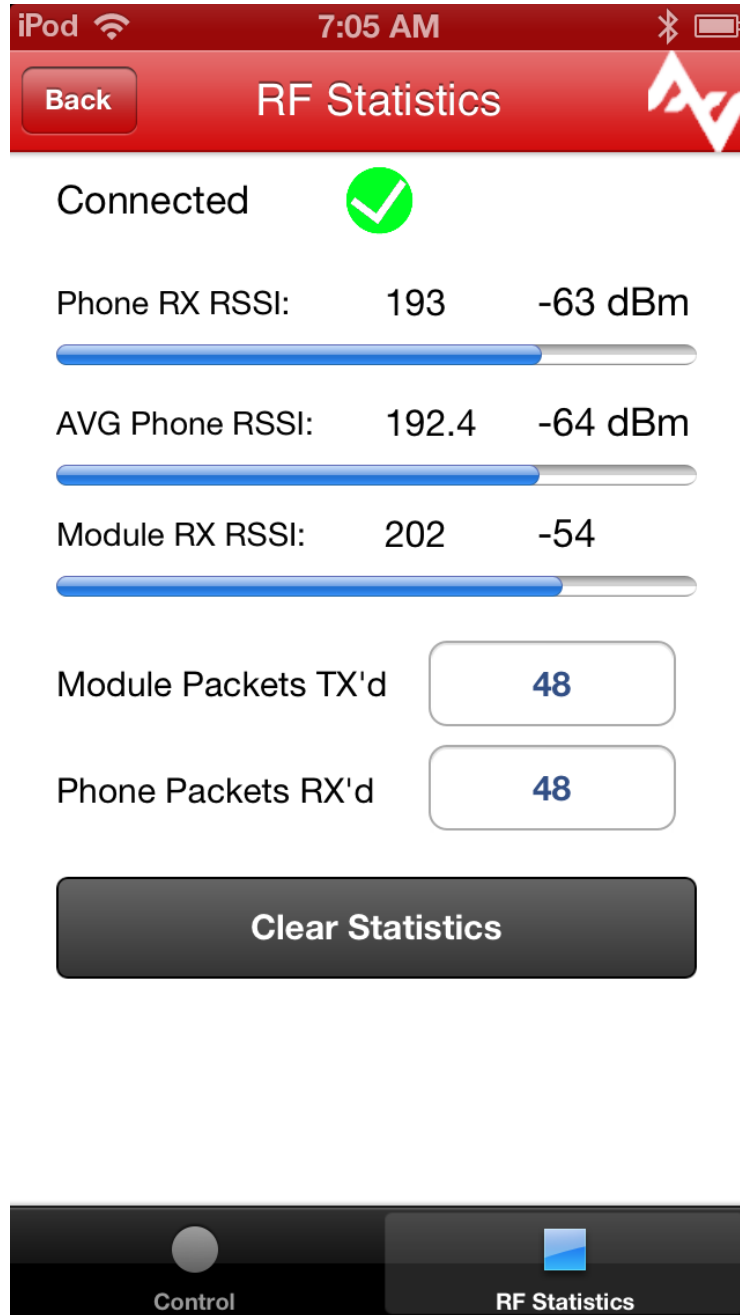 iPod 7:05 AM
Back RF Statistics
Connected
Phone RX RSSI: 193 -63 dBm
AVG Phone RSSI: 192.4 -64 dBm
Module RX RSSI: 202 -54
Module Packets TX'd 48
Phone Packets RX'd 48
Clear Statistics
Control RF Statistics